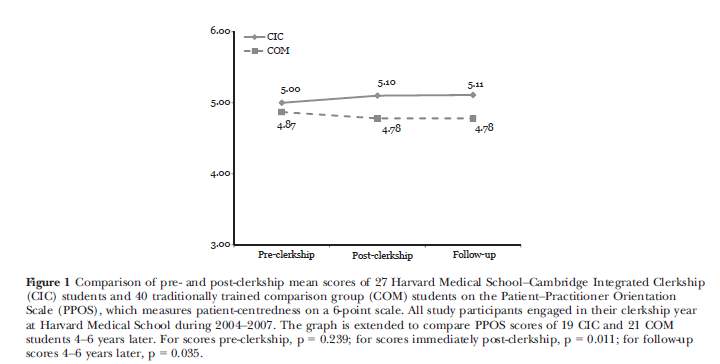 6.00
CIC
COM
5.00
5.10
5.11
5.00
4.87
4.78
4.78
4.00
3.00
Pre-clerkship Post-clerkship Follow-up
Figure 1 Comparison of pre- and post-clerkship mean scores of 27 Harvard Medical School–Cambridge Integrated Clerkship
(CIC) students and 40 traditionally trained comparison group (COM) students on the Patient–Practitioner Orientation
Scale (PPOS), which measures patient-centredness on a 6-point scale. All study participants engaged in their clerkship year
at Harvard Medical School during 2004–2007. The graph is extended to compare PPOS scores of 19 CIC and 21 COM
students 4–6 years later. For scores pre-clerkship, p = 0.239; for scores immediately post-clerkship, p = 0.011; for follow-up
scores 4–6 years later, p = 0.035.